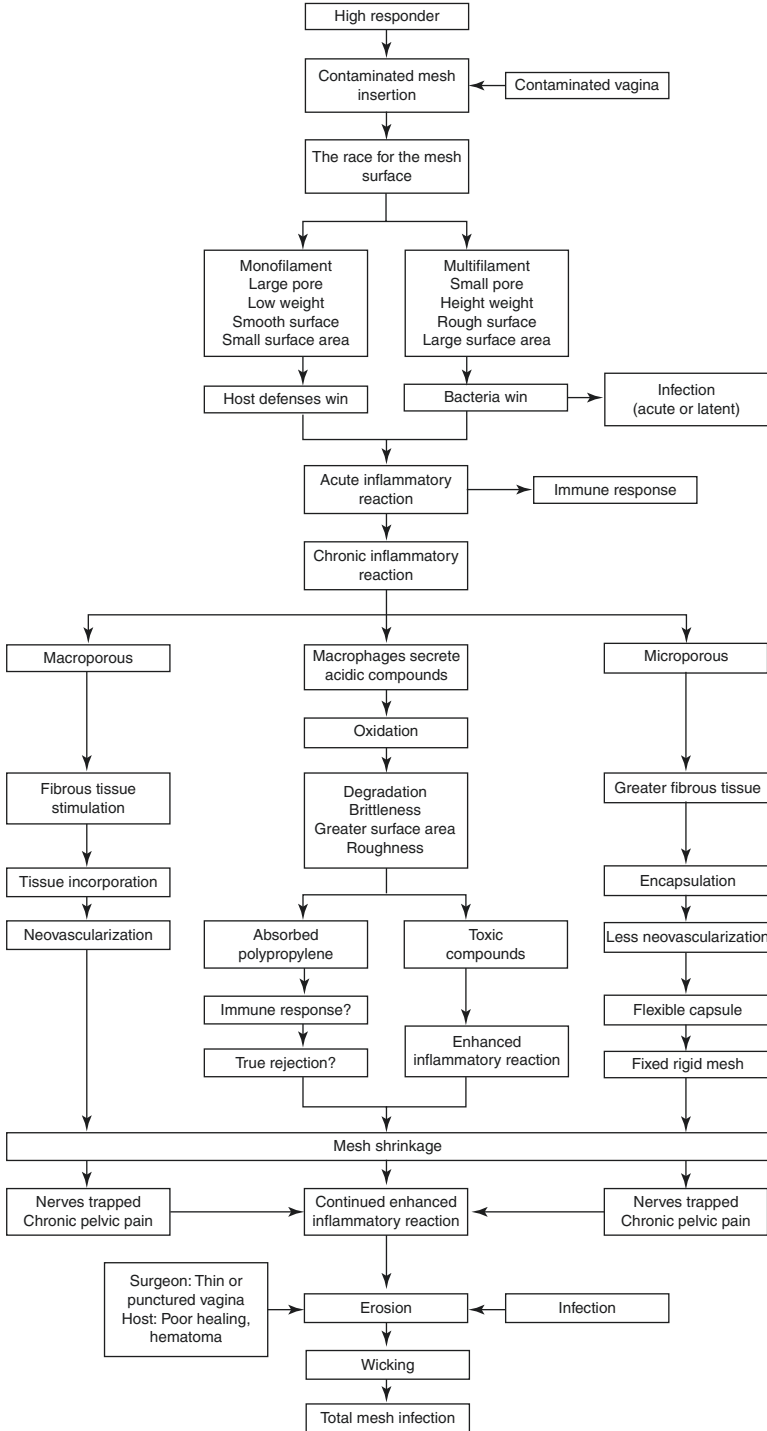 High responder
Contaminated mesh
insertion
Contaminated vagina
The race for the mesh
surface
Monofilament
Large pore
Low weight
Smooth surface
Small surface area
Multifilament
Small pore
Height weight
Rough surface
Large surface area
Host defenses win
Bacteria win
Infection
(acute or latent)
Acute inflammatory
reaction
Immune response
Chronic inflammatory
reaction
Macroporous
Macrophages secrete
acidic compounds
Microporous
Oxidation
Fibrous tissue
stimulation
Degradation
Brittleness
Greater surface area
Roughness
Greater fibrous tissue
Tissue incorporation
Encapsulation
Neovascularization
Absorbed
polypropylene
Toxic
compounds
Less neovascularization
Immune response?
Flexible capsule
True rejection?
Enhanced
inflammatory reaction
Fixed rigid mesh
Mesh shrinkage
Nerves trapped
Chronic pelvic pain
Continued enhanced
inflammatory reaction
Nerves trapped
Chronic pelvic pain
Surgeon: Thin or
punctured vagina
Host: Poor healing,
hematoma
Erosion
Infection
Wicking
Total mesh infection